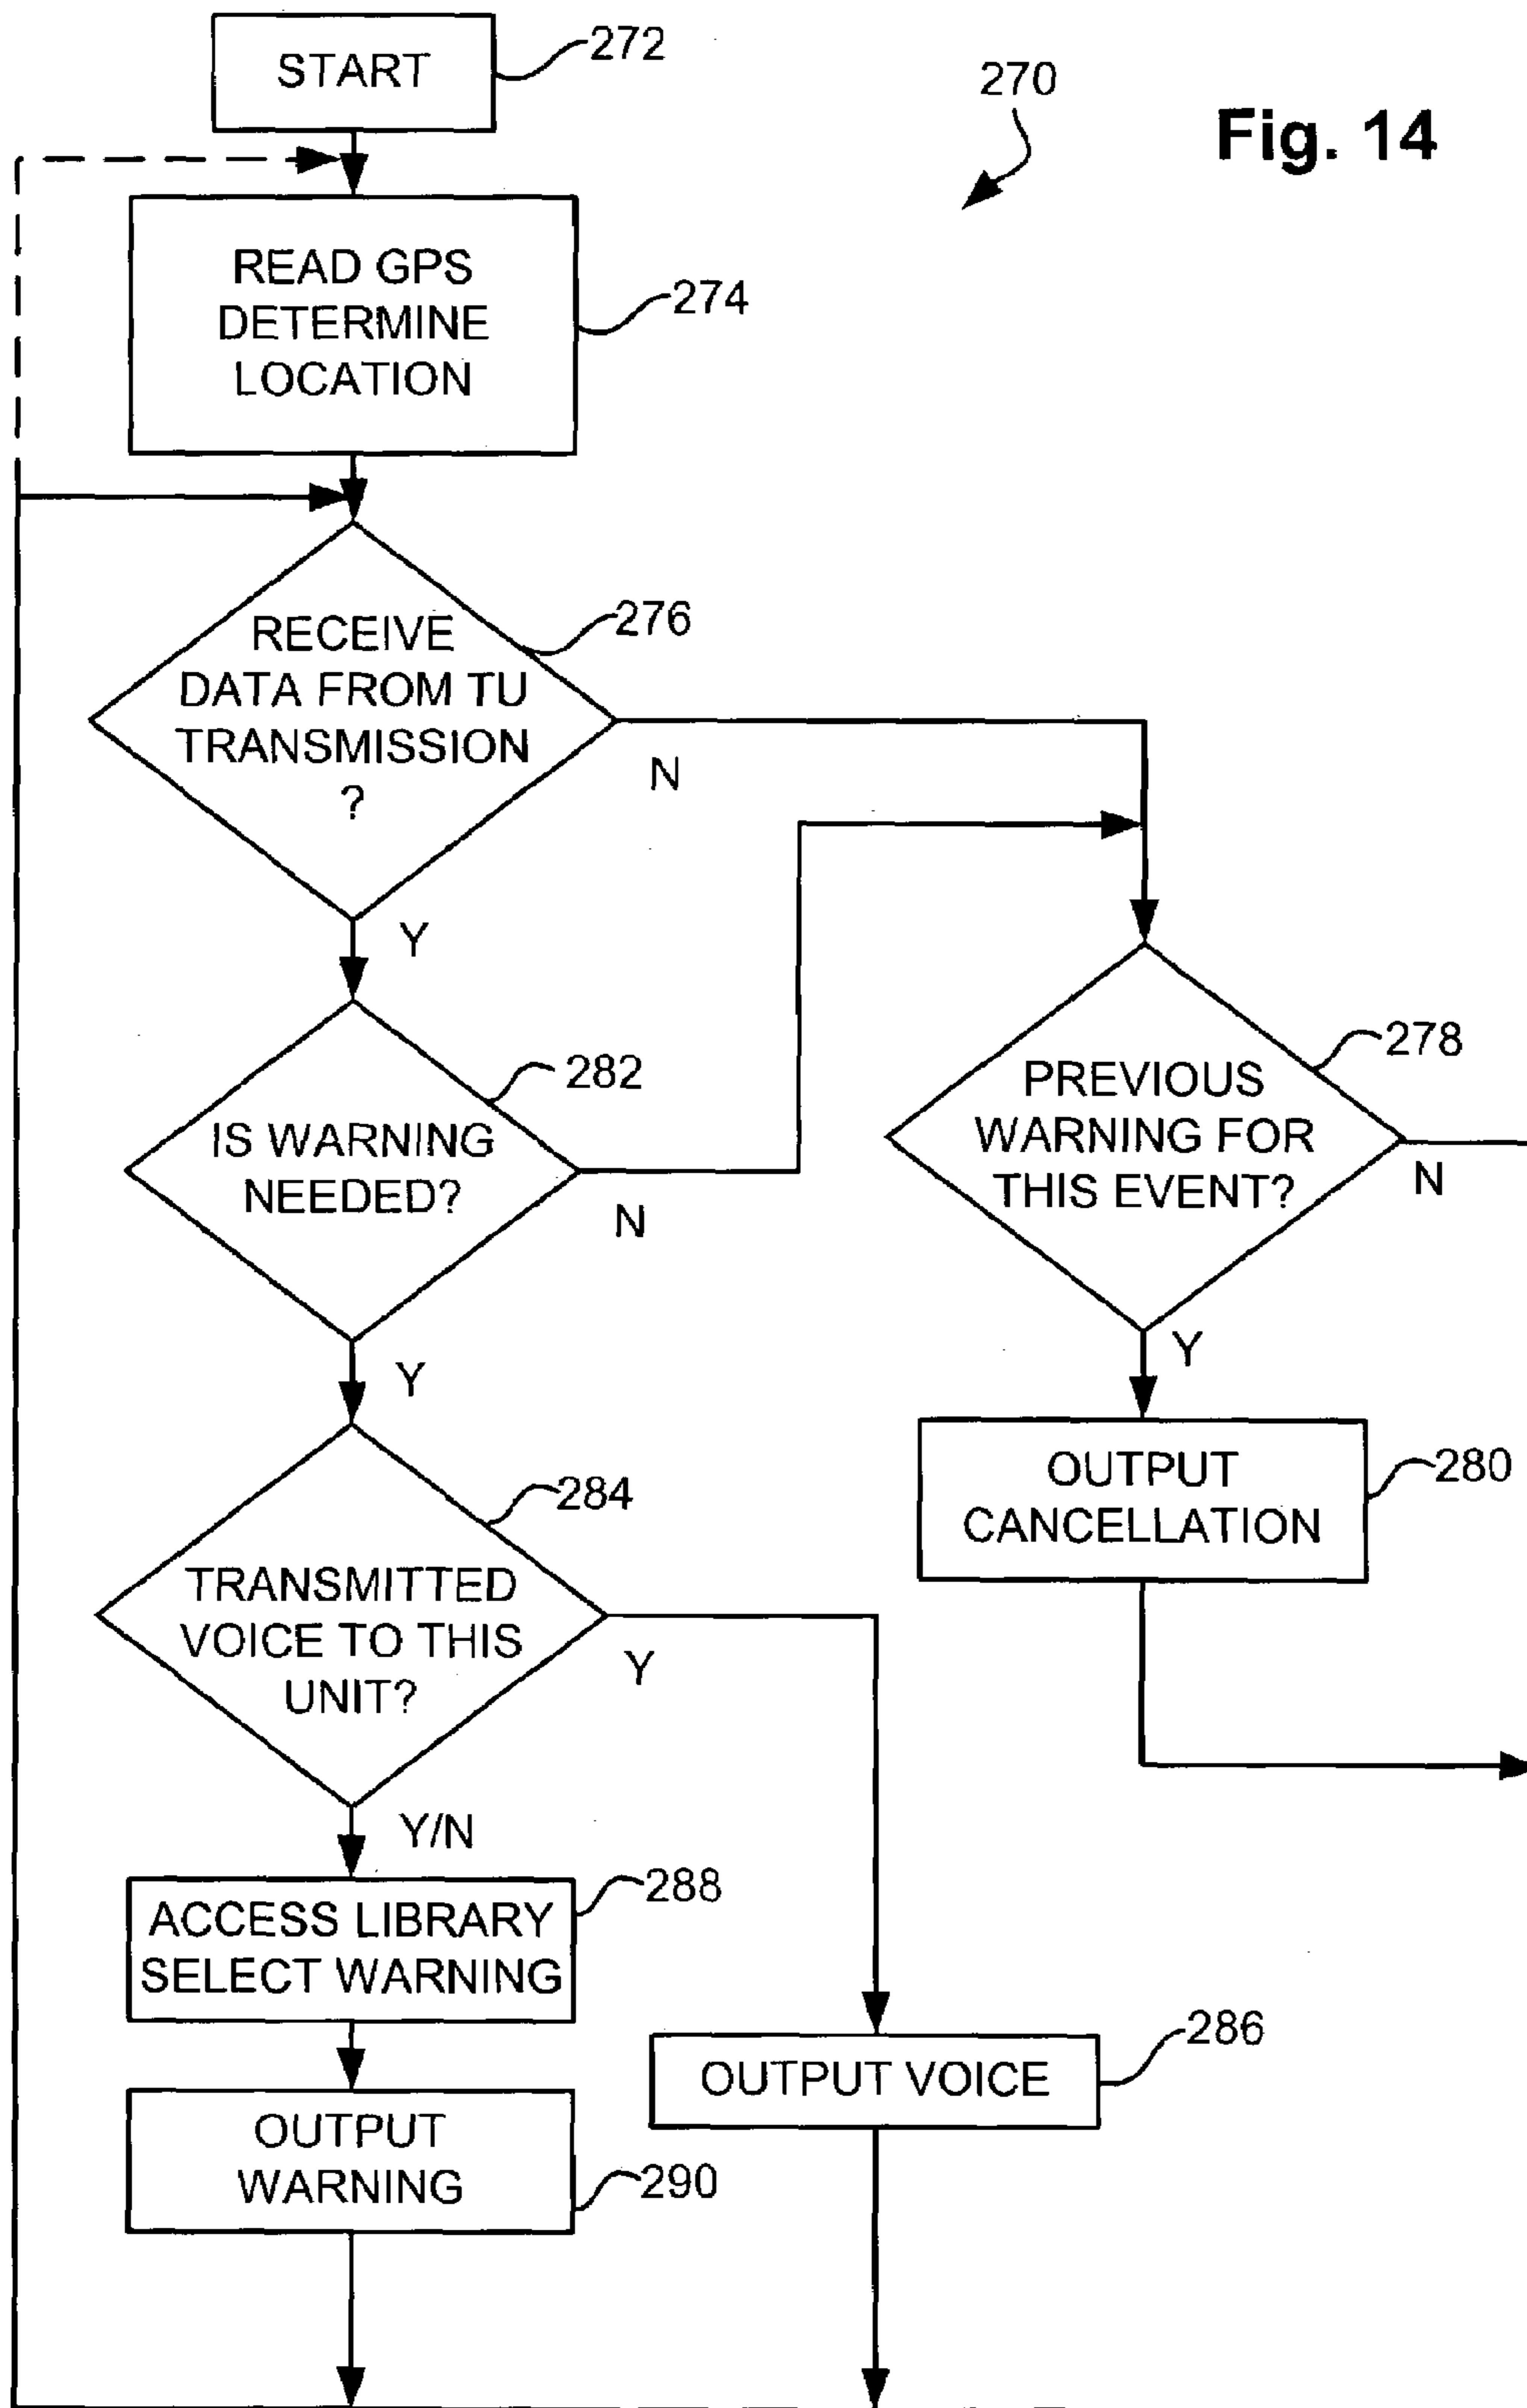 START
272
270
Fig. 14
READ GPS
DETERMINE
LOCATION
274
RECEIVE
DATA FROM TU
TRANSMISSION
?
276
N
Y
IS WARNING
NEEDED?
282
N
Y
PREVIOUS
WARNING FOR
THIS EVENT?
278
N
Y
OUTPUT
CANCELLATION
280
TRANSMITTED
VOICE TO THIS
UNIT?
284
Y
Y/N
ACCESS LIBRARY
SELECT WARNING
288
OUTPUT VOICE
286
OUTPUT
WARNING
290